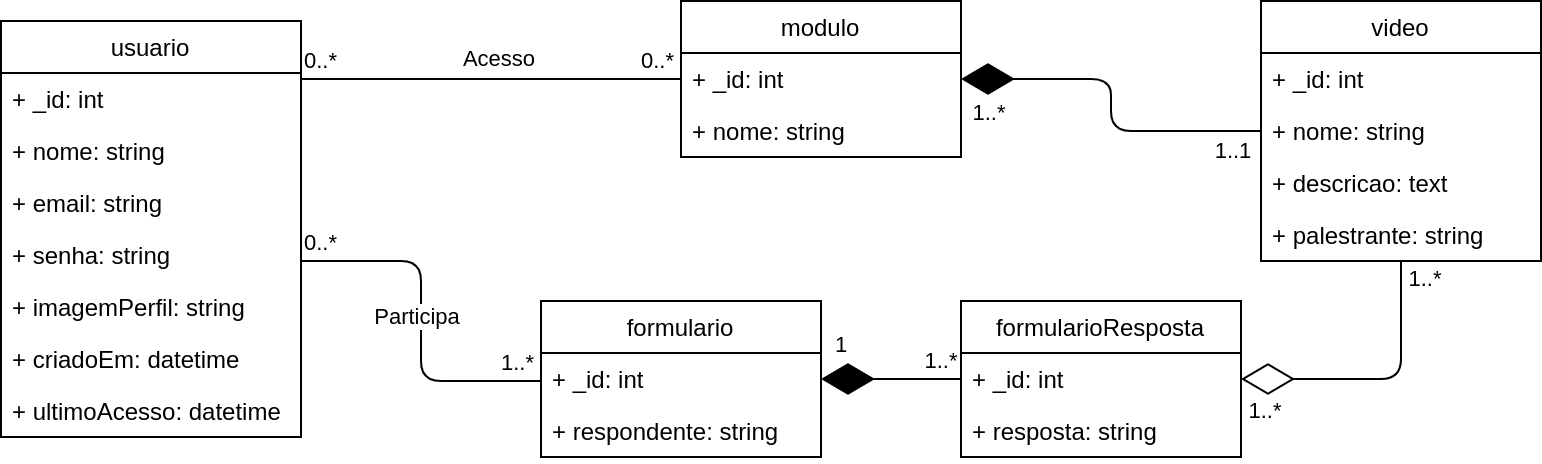 usuario
+ _id: int
+ nome: string
+ email: string
+ senha: string
+ imagemPerfil: string
+ criadoEm: datetime
+ ultimoAcesso: datetime
0..*
Acesso
0..*
modulo
+ _id: int
+ nome: string
1..*
1..1
video
+ _id: int
+ nome: string
+ descricao: text
+ palestrante: string
0..*
Participa
1..*
formulario
+ _id: int
+ respondente: string
1
1..*
formularioResposta
+ _id: int
+ resposta: string
1..*
1..*